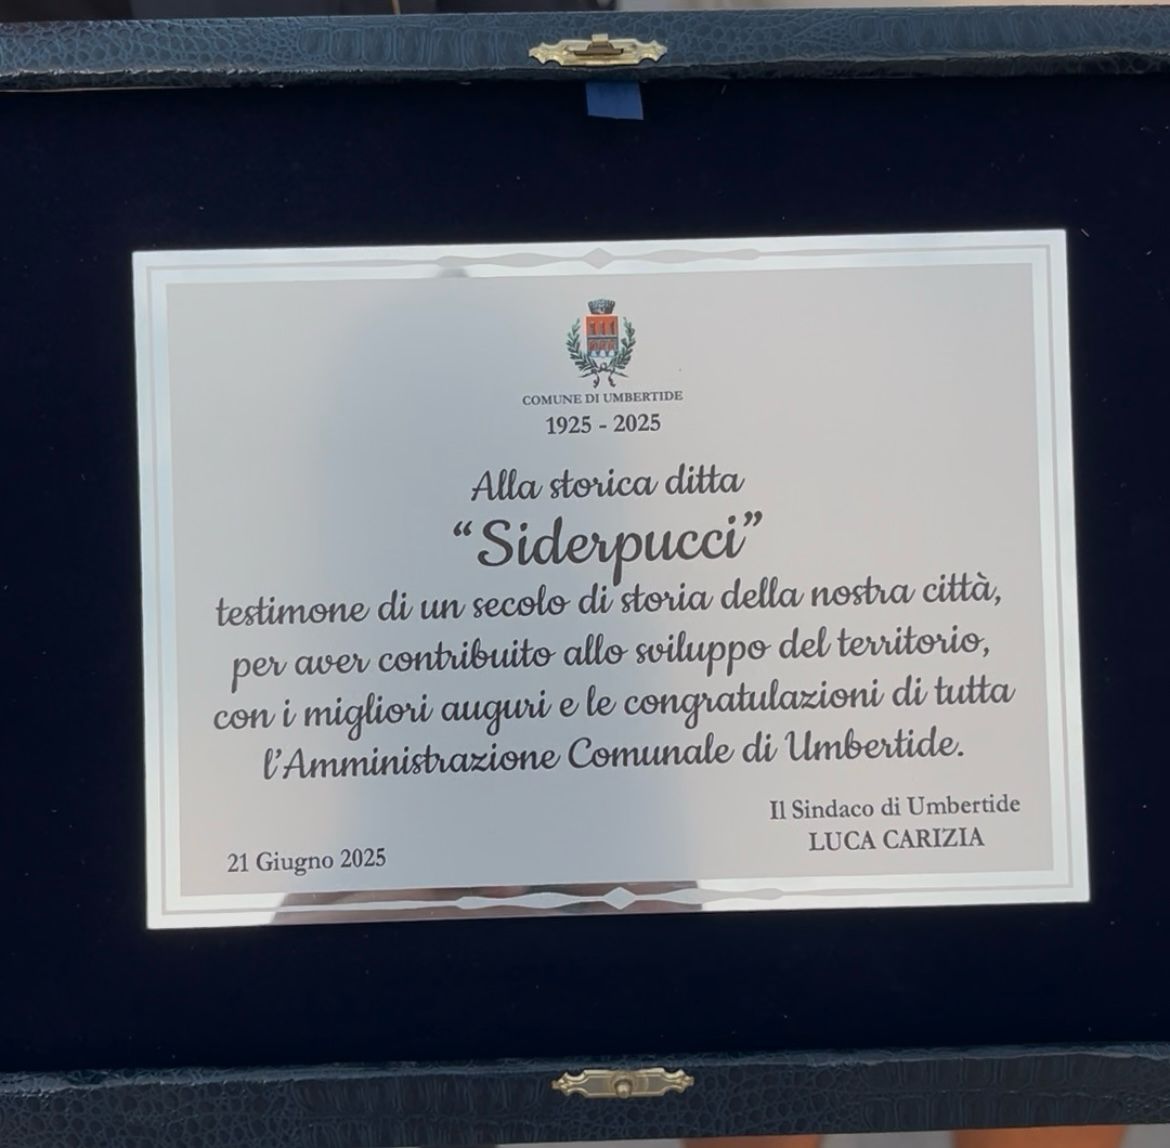 COMUNE DI UMBERTIDE
1925 - 2025
Alla storica ditta
“Siderpucci”
testimone di un secolo di storia della nostra città,
per aver contribuito allo sviluppo del territorio,
con i migliori auguri e le congratulazioni di tutta
l’Amministrazione Comunale di Umbertide.
Il Sindaco di Umbertide
LUCA CARIZIA
21 Giugno 2025